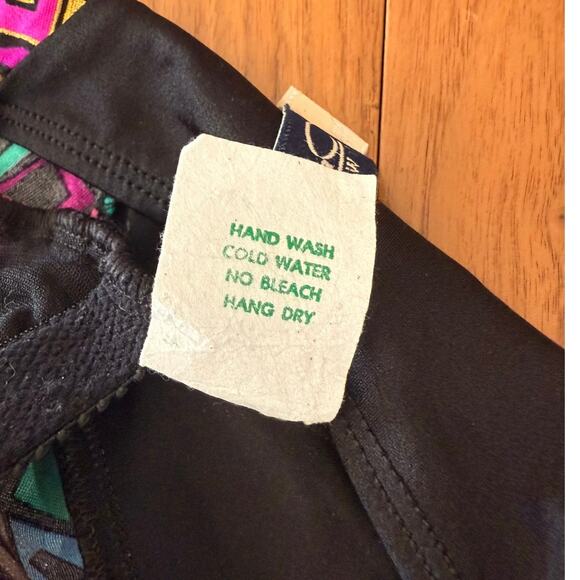 HAND WASH
COLD WATER
NO BLEACH
HANG DRY